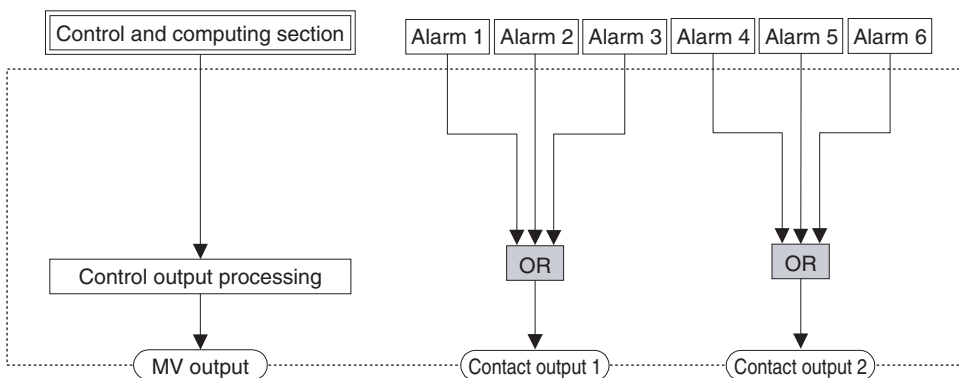 Control and computing section
Alarm 1
Alarm 2
Alarm 3
Alarm 4
Alarm 5
Alarm 6
OR
OR
Control output processing
MV output
Contact output 1
Contact output 2